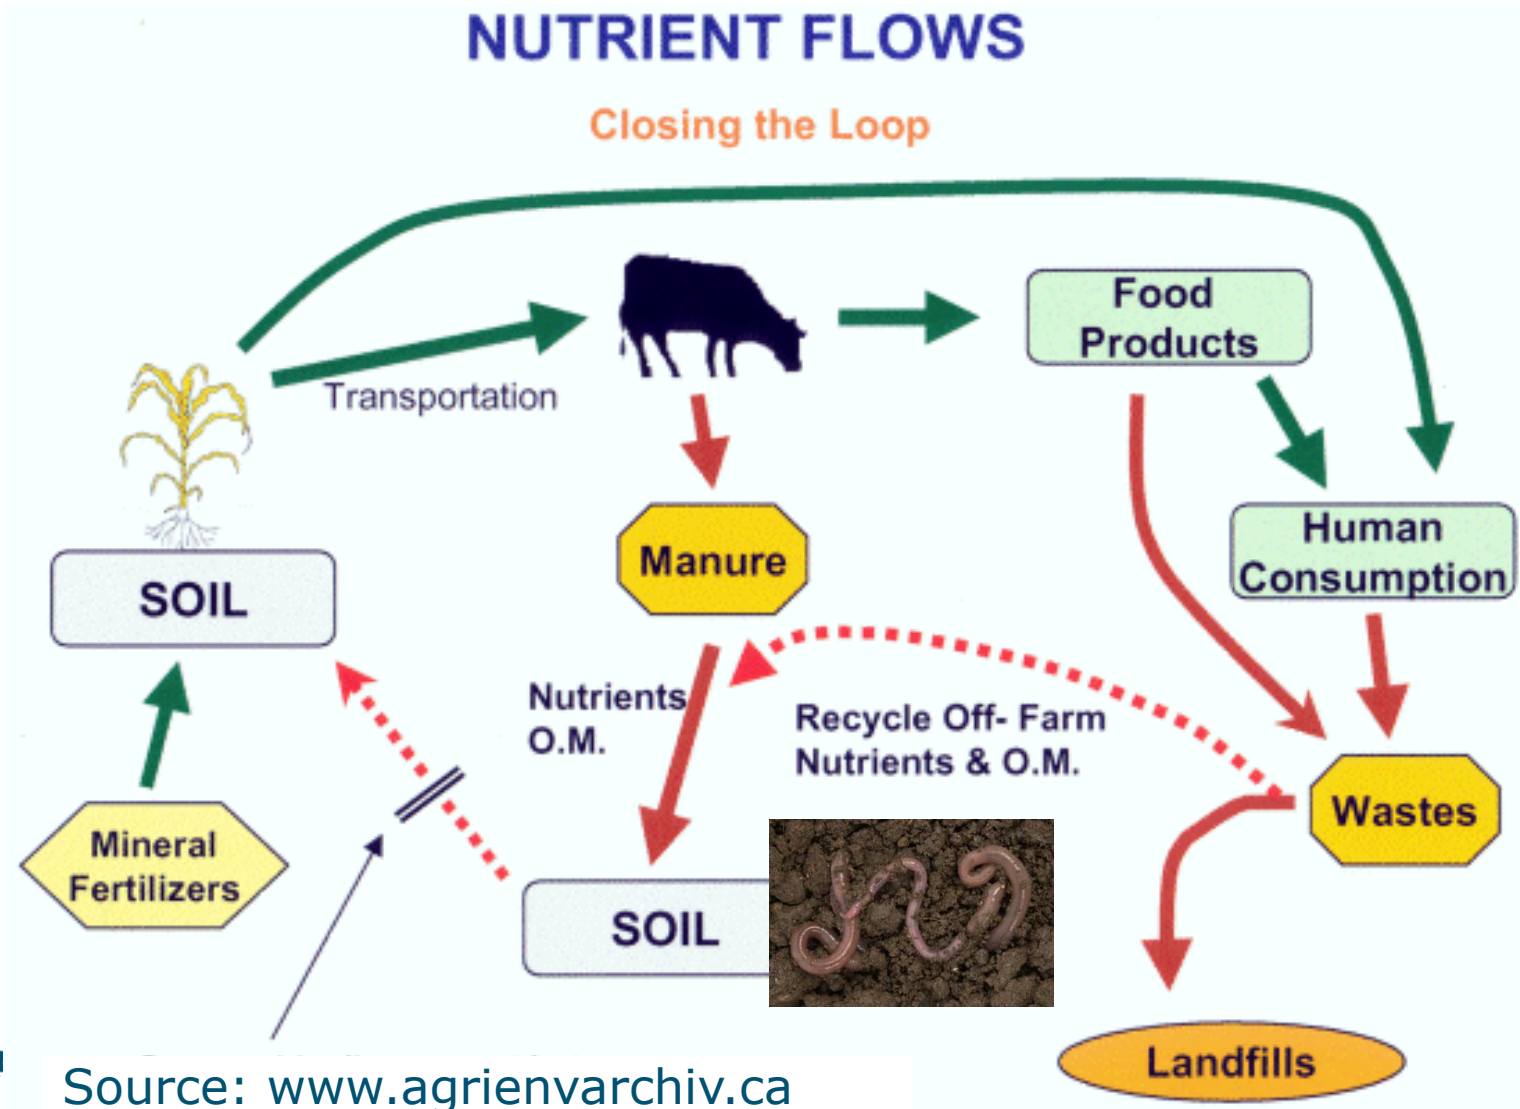 NUTRIENT FLOWS
Closing the Loop
Food
Products
Transportation
Human
Consumption
Manure
SOIL
Nutrients
O.M.
Recycle Off- Farm
Nutrients & O.M.
Wastes
Mineral
Fertilizers
SOIL
Landfills
Source: www.agrienvarchiv.ca